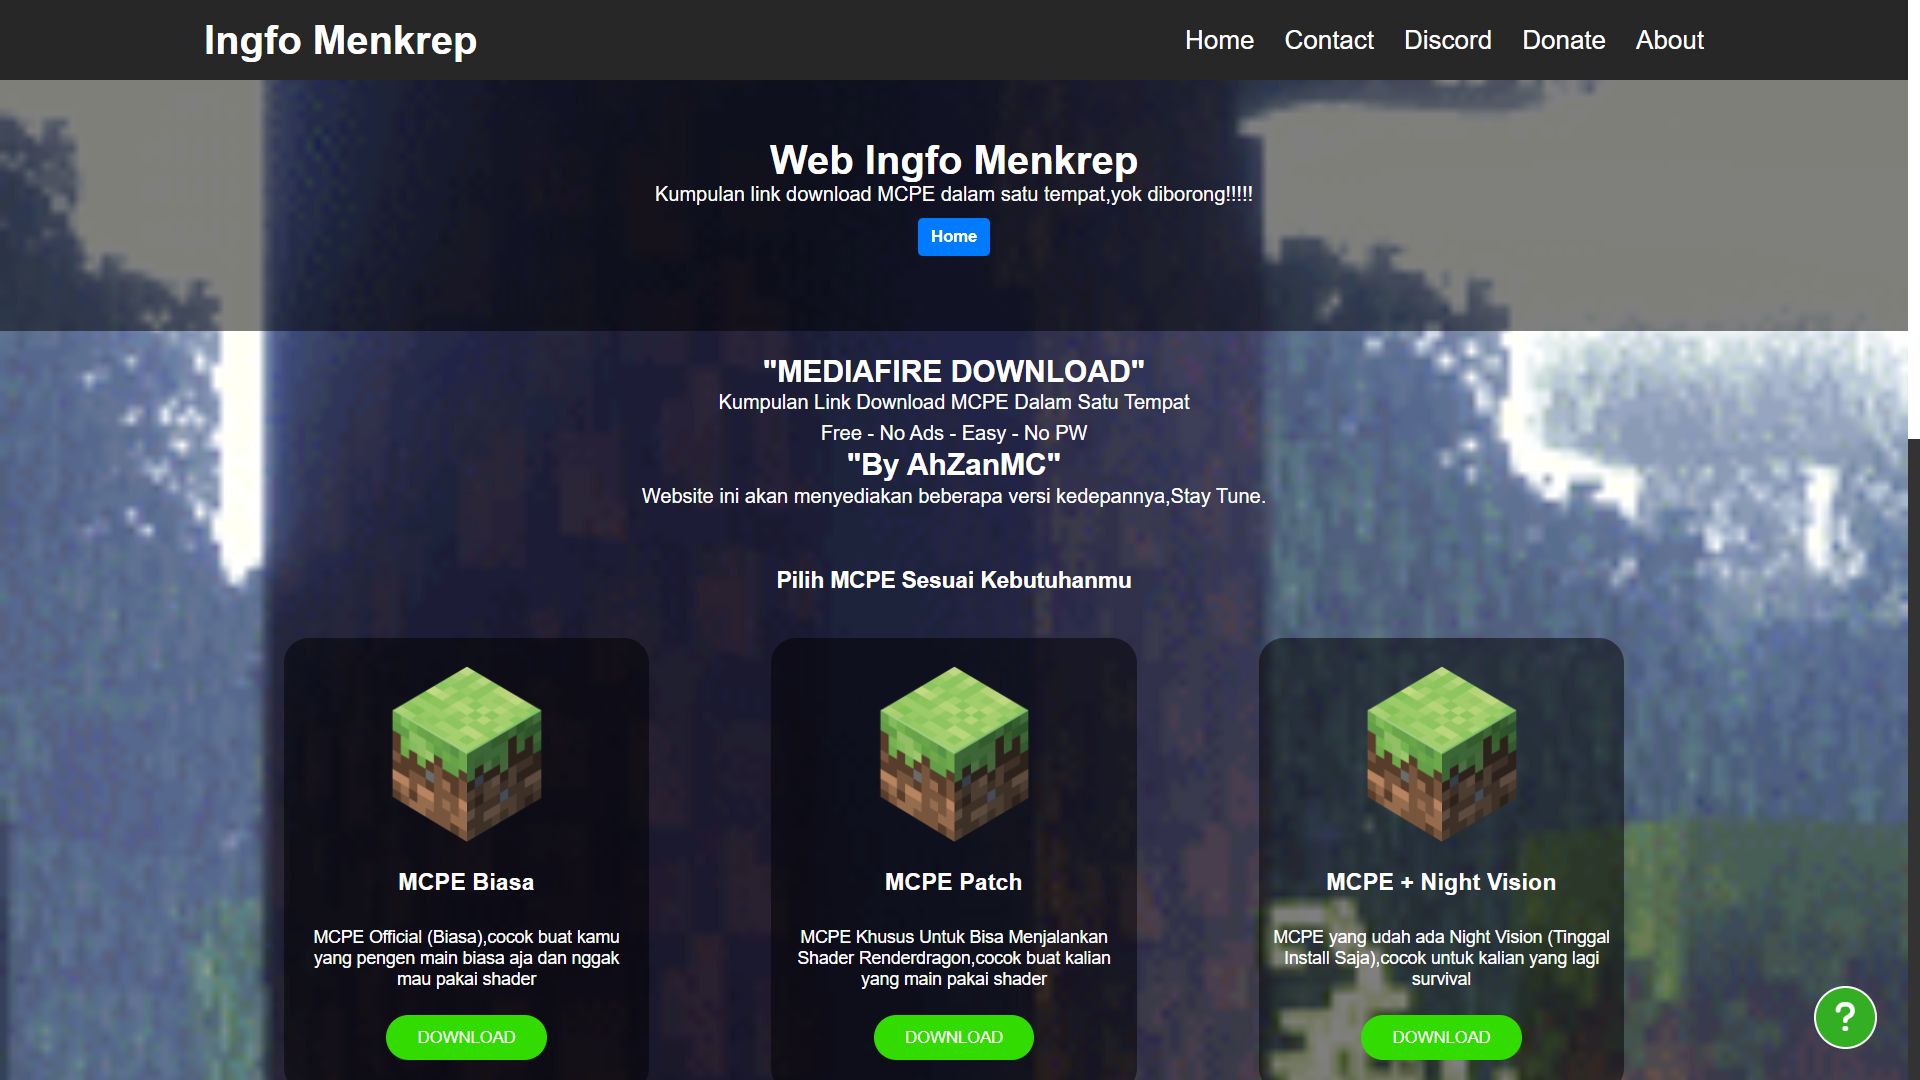 Ingfo Menkrep
Home Contact Discord Donate About
Web Ingfo Menkrep
Kumpulan link download MCPE dalam satu tempat,yok diborong!!!!!
Home
"MEDIAFIRE DOWNLOAD"
Kumpulan Link Download MCPE Dalam Satu Tempat
Free - No Ads - Easy - No PW
"By AhZanMC"
Website ini akan menyediakan beberapa versi kedepannya,Stay Tune.
Pilih MCPE Sesuai Kebutuhanmu
MCPE Biasa
MCPE Official (Biasa),cocok buat kamu
yang pengen main biasa aja dan nggak
mau pakai shader
DOWNLOAD
MCPE Patch
MCPE Khusus Untuk Bisa Menjalankan
Shader Renderdragon,cocok buat kalian
yang main pakai shader
DOWNLOAD
MCPE + Night Vision
MCPE yang udah ada Night Vision (Tinggal
Install Saja),cocok untuk kalian yang lagi
survival
DOWNLOAD
?